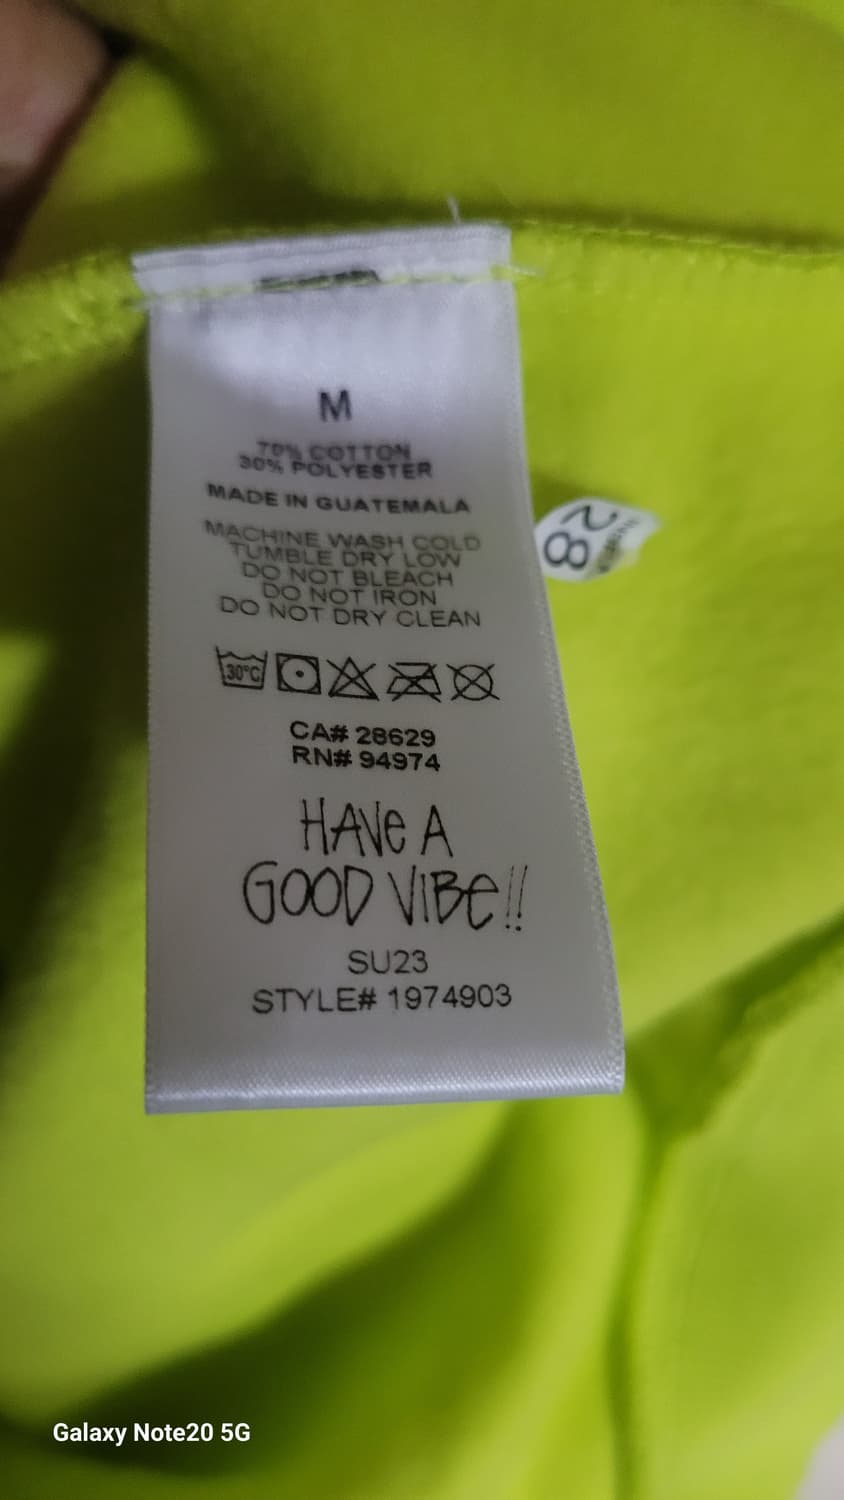 M
70% COTTON
30% POLYESTER
MADE IN GUATEMALA
MACHINE WASH COLD
TUMBLE DRY LOW
DO NOT BLEACH
DO NOT IRON
DO NOT DRY CLEAN
30°C
CA# 28629
RN# 94974
HAVE A
GOOD VIBE!!
SU23
STYLE# 1974903
28
Galaxy Note20 5G